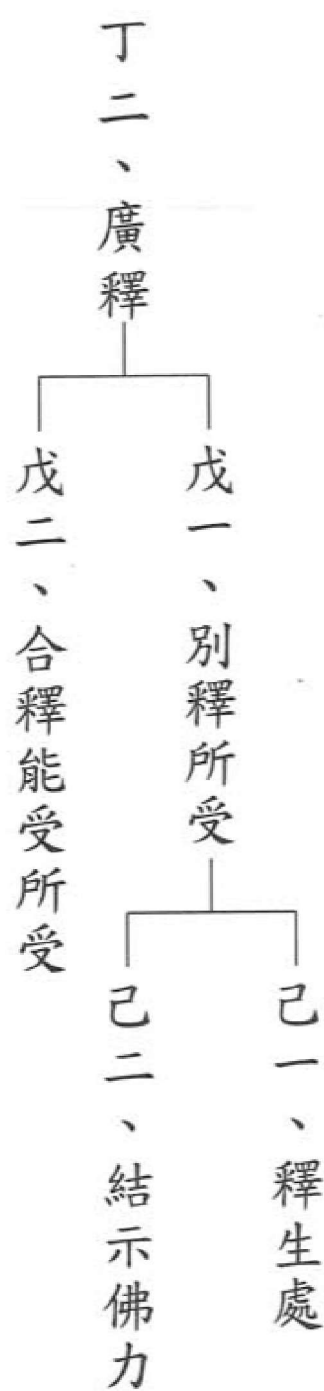 丁二、廣釋
戊一、別釋所受
己一、釋生處
己二、結示佛力
戊二、合釋能受所受